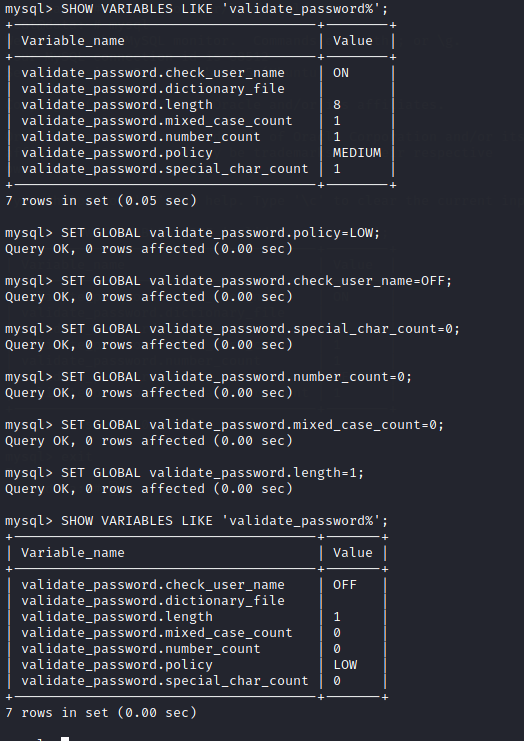 mysql> SHOW VARIABLES LIKE 'validate_password%';
Variable_name Value
validate_password.check_user_name ON
validate_password.dictionary_file
validate_password.length 8
validate_password.mixed_case_count 1
validate_password.number_count 1
validate_password.policy MEDIUM
validate_password.special_char_count 1
7 rows in set (0.05 sec)
mysql> SET GLOBAL validate_password.policy=LOW;
Query OK, 0 rows affected (0.00 sec)
mysql> SET GLOBAL validate_password.check_user_name=OFF;
Query OK, 0 rows affected (0.00 sec)
mysql> SET GLOBAL validate_password.special_char_count=0;
Query OK, 0 rows affected (0.00 sec)
mysql> SET GLOBAL validate_password.number_count=0;
Query OK, 0 rows affected (0.00 sec)
mysql> SET GLOBAL validate_password.mixed_case_count=0;
Query OK, 0 rows affected (0.00 sec)
mysql> SET GLOBAL validate_password.length=1;
Query OK, 0 rows affected (0.00 sec)
mysql> SHOW VARIABLES LIKE 'validate_password%';
Variable_name Value
validate_password.check_user_name OFF
validate_password.dictionary_file
validate_password.length 1
validate_password.mixed_case_count 0
validate_password.number_count 0
validate_password.policy LOW
validate_password.special_char_count 0
7 rows in set (0.00 sec)